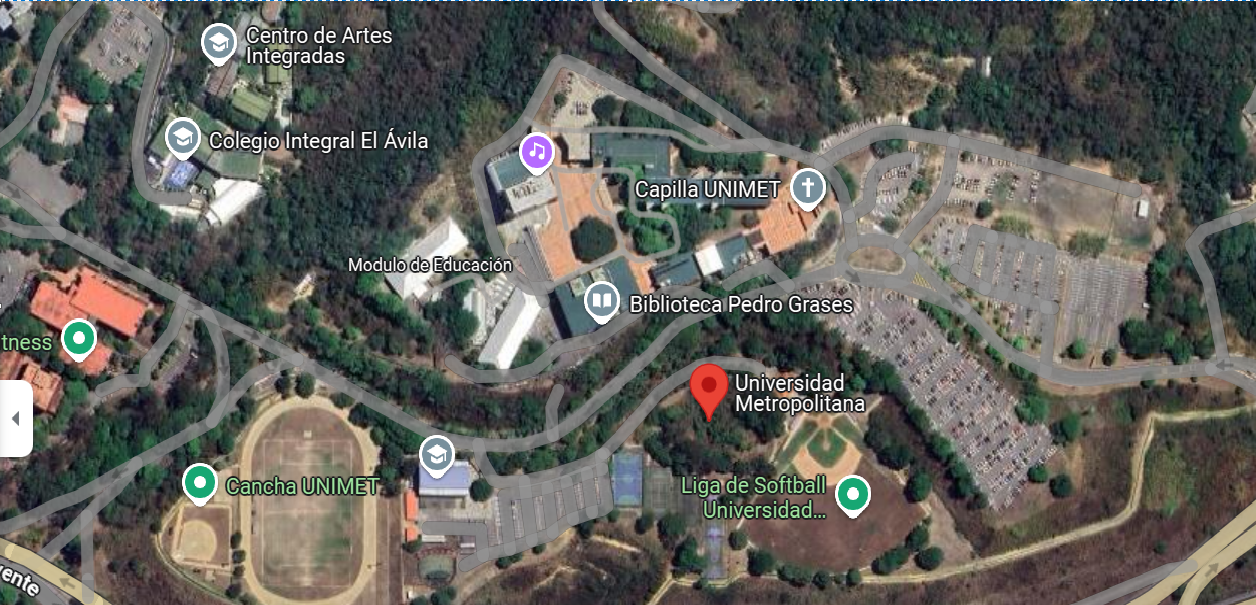 Centro de Artes
Integradas
Colegio Integral El Ávila
Capilla UNIMET
Modulo de Educación
Biblioteca Pedro Grases
tness
Universidad
Metropolitana
Cancha UNIMET
Liga de Softball
Universidad...
ente